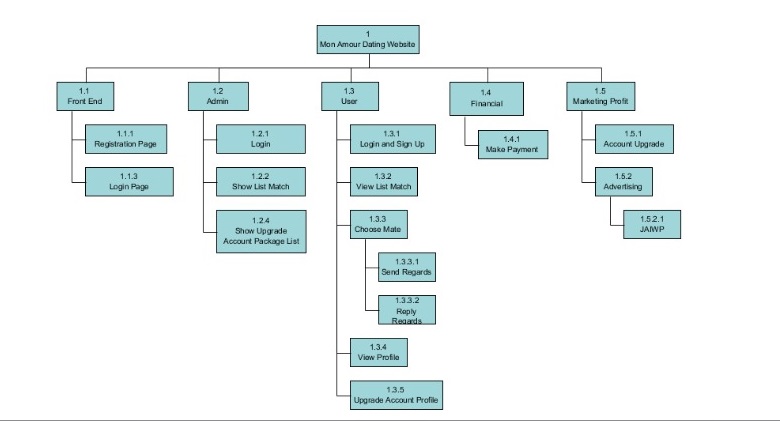 1
Mon Amour Dating Website
1.1
Front End
1.2
Admin
1.3
User
1.4
Financial
1.5
Marketing Profit
1.1.1
Registration Page
1.1.3
Login Page
1.2.1
Login
1.2.2
Show List Match
1.2.4
Show Upgrade
Account Package List
1.3.1
Login and Sign Up
1.3.2
View List Match
1.3.3
Choose Mate
1.3.3.1
Send Regards
1.3.3.2
Reply
Regards
1.3.4
View Profile
1.3.5
Upgrade Account Profile
1.4.1
Make Payment
1.5.1
Account Upgrade
1.5.2
Advertising
1.5.2.1
JAIWP